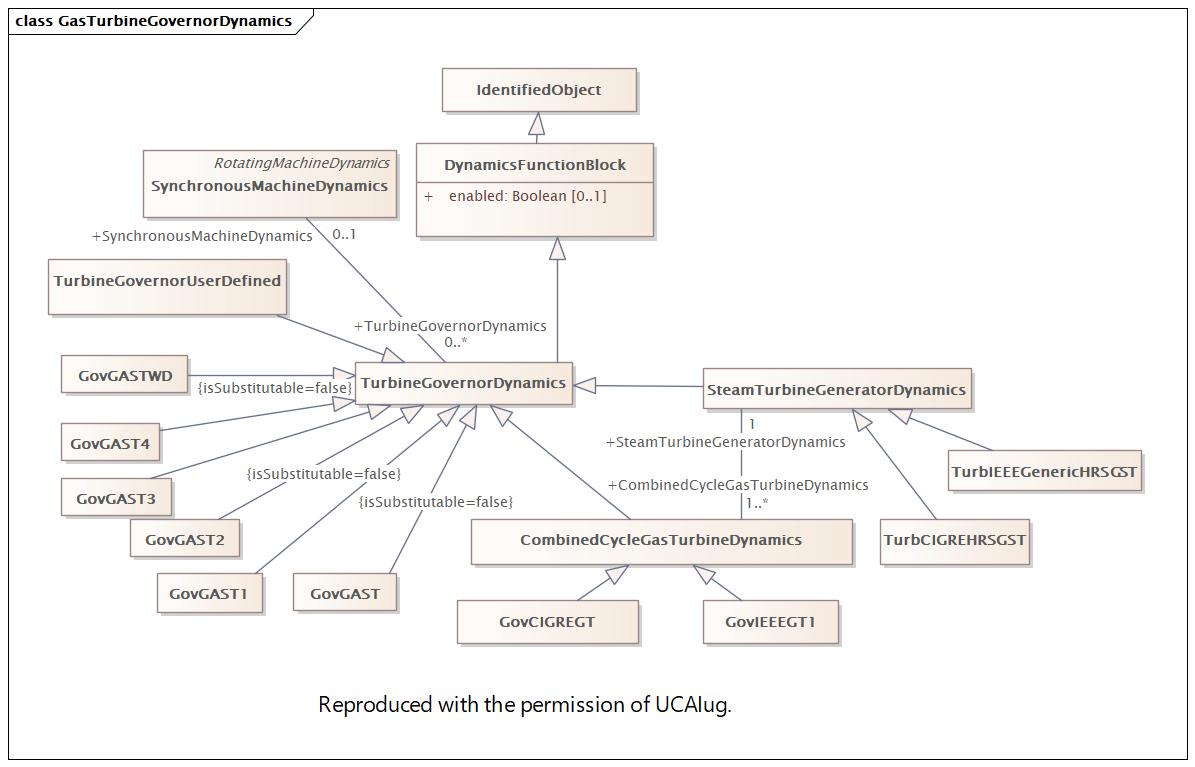 class GasTurbineGovernorDynamics
IdentifiedObject
DynamicsFunctionBlock
+ enabled: Boolean [0..1]
RotatingMachineDynamics
SynchronousMachineDynamics
+SynchronousMachineDynamics 0..1
TurbineGovernorUserDefined
+TurbineGovernorDynamics
0..*
GovGASTWD
{isSubstitutable=false}
TurbineGovernorDynamics
SteamTurbineGeneratorDynamics
1
+SteamTurbineGeneratorDynamics
GovGAST4
GovGAST3
{isSubstitutable=false}
{isSubstitutable=false}
+CombinedCycleGasTurbineDynamics
1..*
TurbIEEEGenericHRSGST
GovGAST2
CombinedCycleGasTurbineDynamics
TurbCIGREHRSGST
GovGAST1
GovGAST
GovCIGREGT
GovIEEEGT1
Reproduced with the permission of UCAIug.